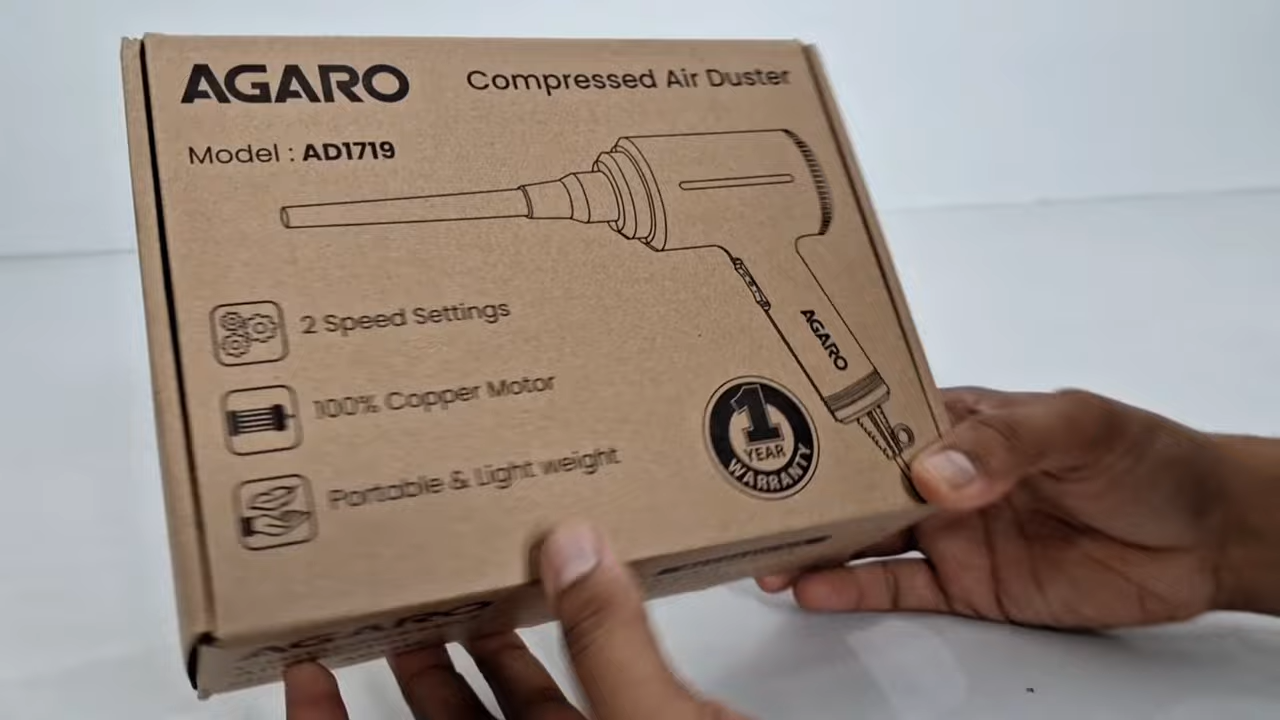 AGARO
Compressed Air Duster
Model : AD1719
2 Speed Settings
100% Copper Motor
Portable & Light weight
AGARO
1
YEAR
WARRANTY
AGARO